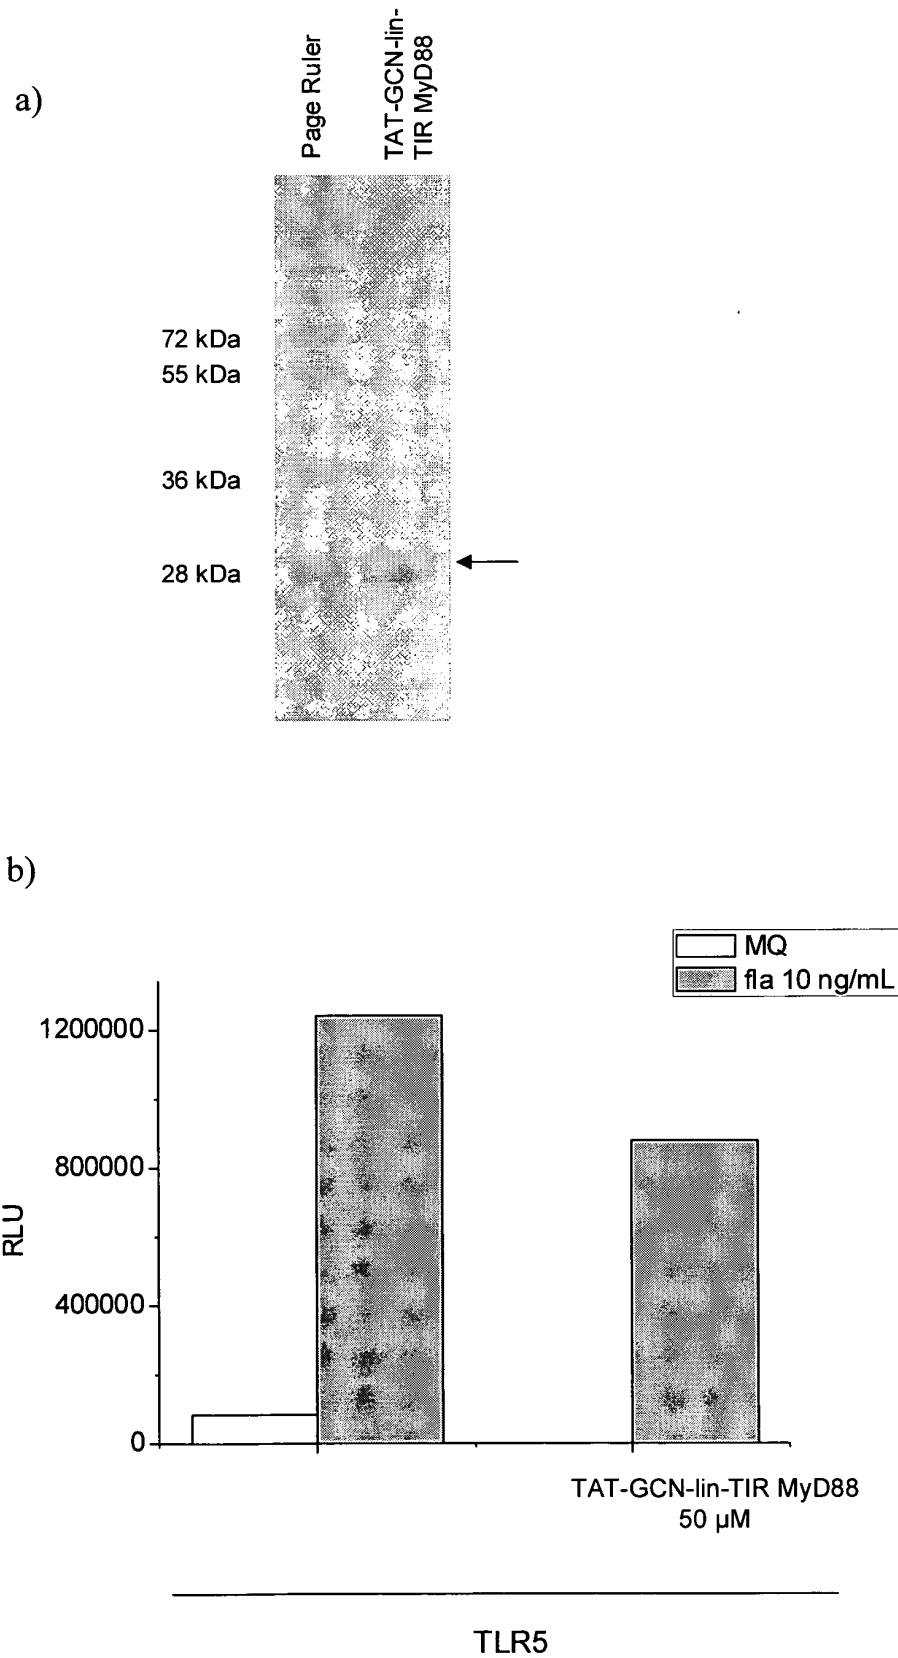 a)
Page Ruler
TAT-GCN-lin-
TIR MyD88
72 kDa
55 kDa
36 kDa
28 kDa
b)
MQ
fla 10 ng/mL
1200000
800000
400000
0
RLU
TAT-GCN-lin-TIR MyD88
50 µM
TLR5